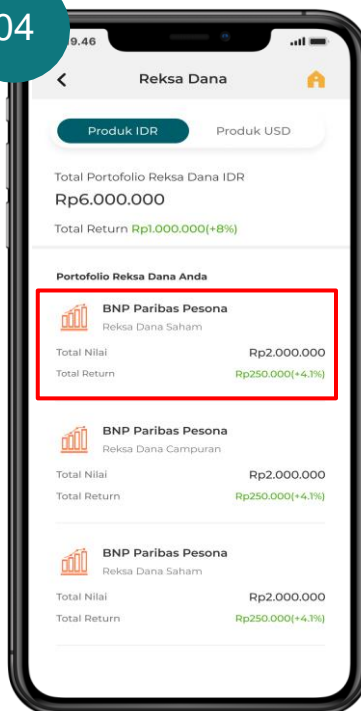 04
9.46
Reksa Dana
Produk IDR Produk USD
Total Portofolio Reksa Dana IDR
Rp6.000.000
Total Return Rp1.000.000(+8%)
Portofolio Reksa Dana Anda
BNP Paribas Pesona
Reksa Dana Saham
Total Nilai Rp2.000.000
Total Return Rp250.000(+4.1%)
BNP Paribas Pesona
Reksa Dana Campuran
Total Nilai Rp2.000.000
Total Return Rp250.000(+4.1%)
BNP Paribas Pesona
Reksa Dana Saham
Total Nilai Rp2.000.000
Total Return Rp250.000(+4.1%)